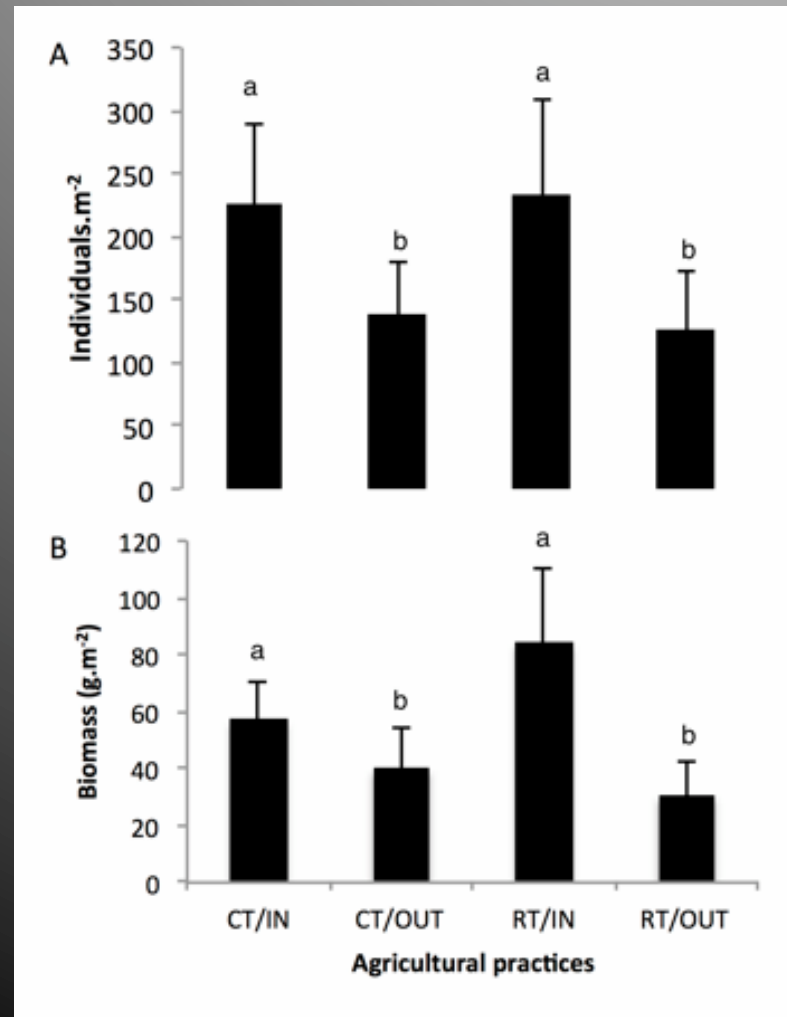 A
350
300
250
200
150
100
50
0
Individuals.m⁻²
a
b
a
b
B
120
100
80
60
40
20
0
Biomass (g.m⁻²)
a
b
a
b
CT/IN CT/OUT RT/IN RT/OUT
Agricultural practices